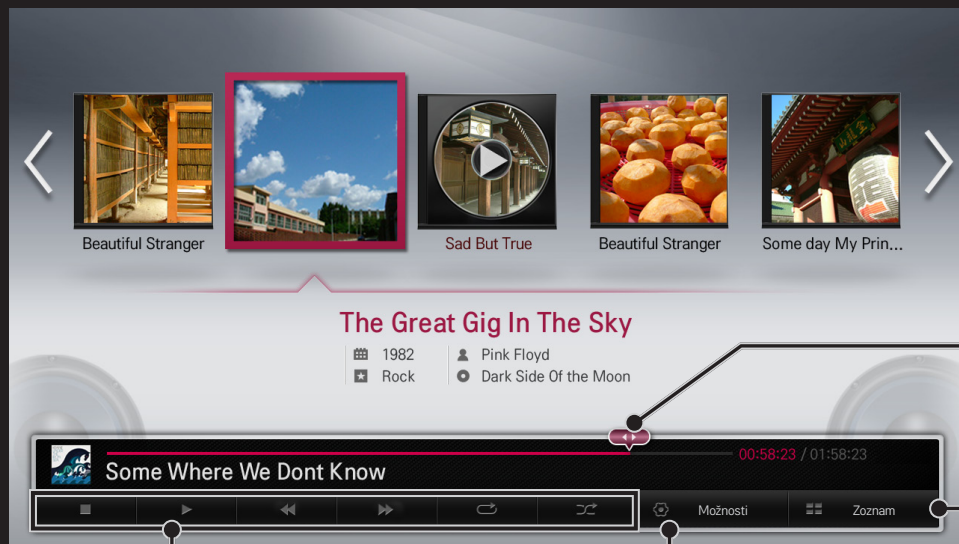 Beautiful Stranger
Sad But True
Beautiful Stranger
Some day My Prin...
The Great Gig In The Sky
1982
Pink Floyd
Rock
Dark Side Of the Moon
00:58:23 / 01:58:23
Some Where We Dont Know
Možnosti
Zoznam